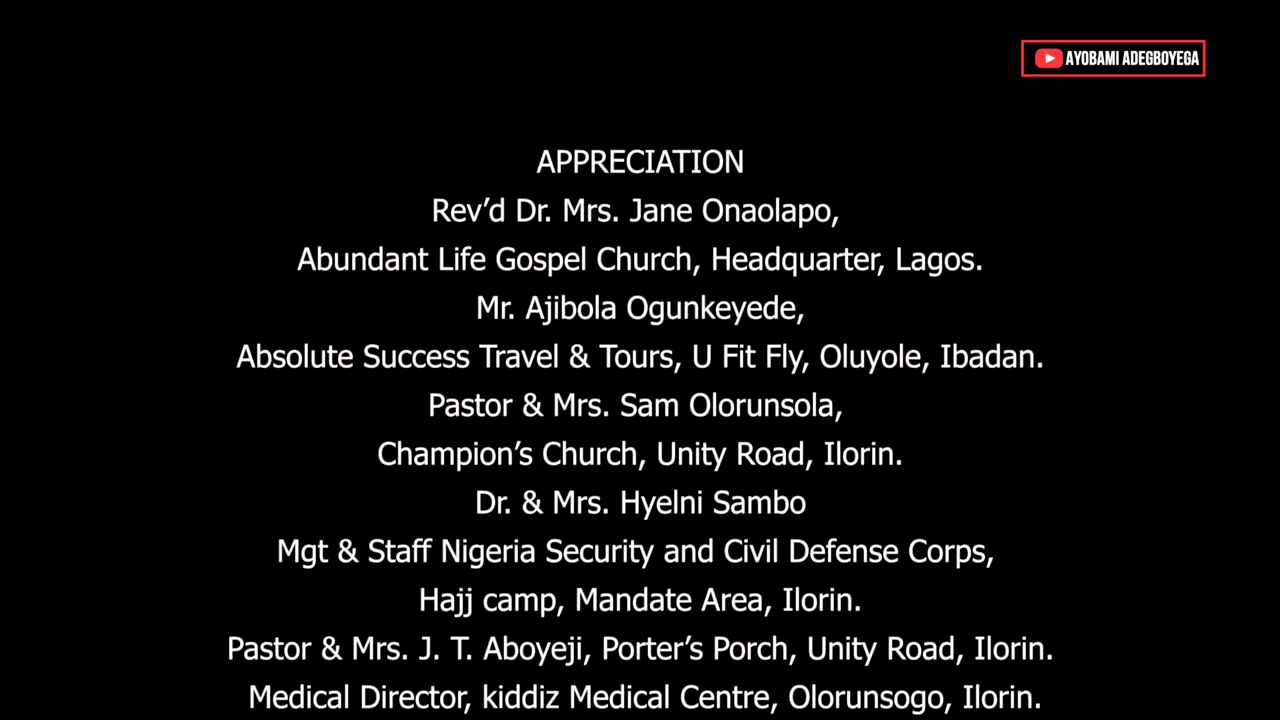 AYOBAMI ADEGBOYEGA
APPRECIATION
Rev’d Dr. Mrs. Jane Onaolapo,
Abundant Life Gospel Church, Headquarter, Lagos.
Mr. Ajibola Ogunkeyede,
Absolute Success Travel & Tours, U Fit Fly, Oluyole, Ibadan.
Pastor & Mrs. Sam Olorunsola,
Champion’s Church, Unity Road, Ilorin.
Dr. & Mrs. Hyelni Sambo
Mgt & Staff Nigeria Security and Civil Defense Corps,
Hajj camp, Mandate Area, Ilorin.
Pastor & Mrs. J. T. Aboyeji, Porter’s Porch, Unity Road, Ilorin.
Medical Director, kiddiz Medical Centre, Olorunsogo, Ilorin.